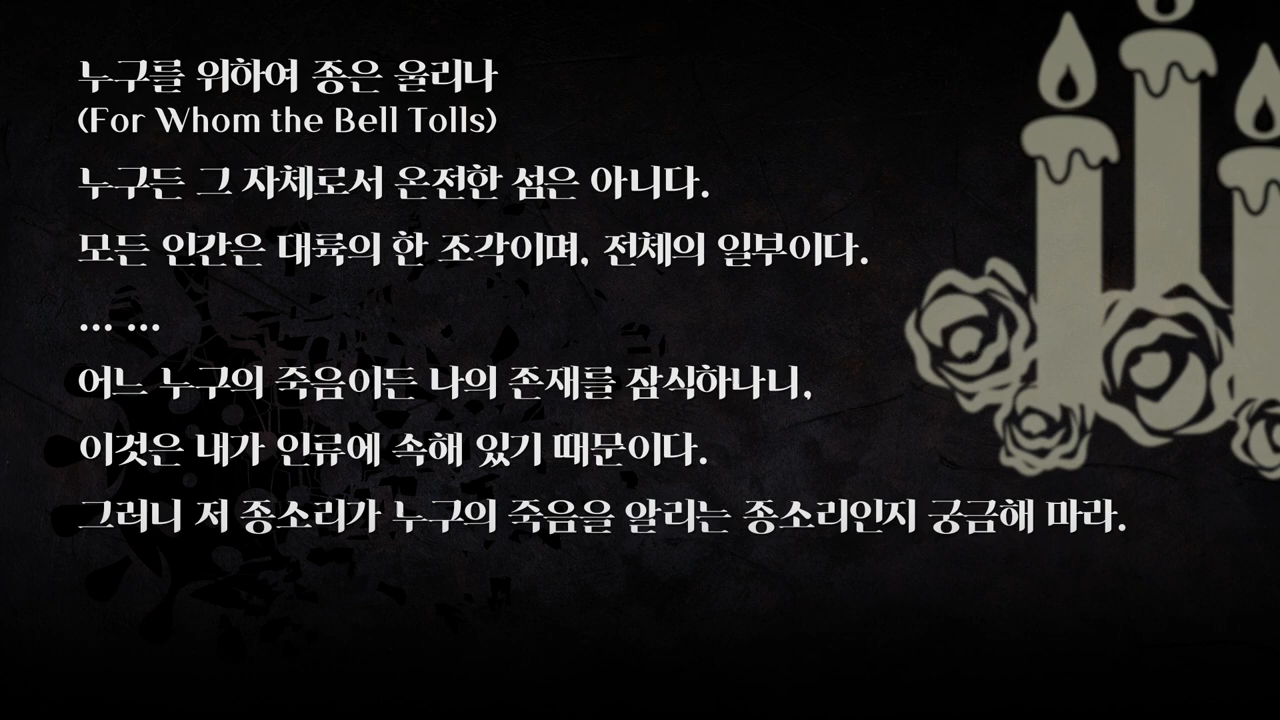 누구를 위하여 종은 울리나
(For Whom the Bell Tolls)
누구든 그 자체로서 온전한 섬은 아니다.
모든 인간은 대륙의 한 조각이며, 전체의 일부이다.
... ...
어느 누구의 죽음이든 나의 존재를 잠식하나니,
이것은 내가 인류에 속해 있기 때문이다.
그러니 저 종소리가 누구의 죽음을 알리는 종소리인지 궁금해 마라.